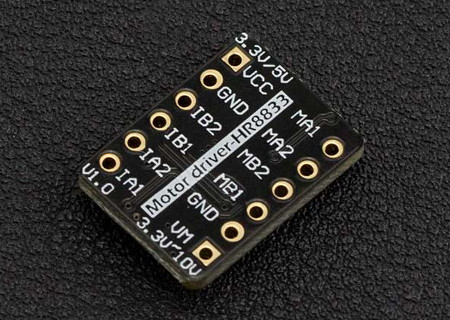 3.3V/5V
VCC
GND
IB2
IB1
IA2
IA1
V1.0
Motor driver-HR8833
MA1
MA2
MB2
MB1
GND
VM
3.3V~10V